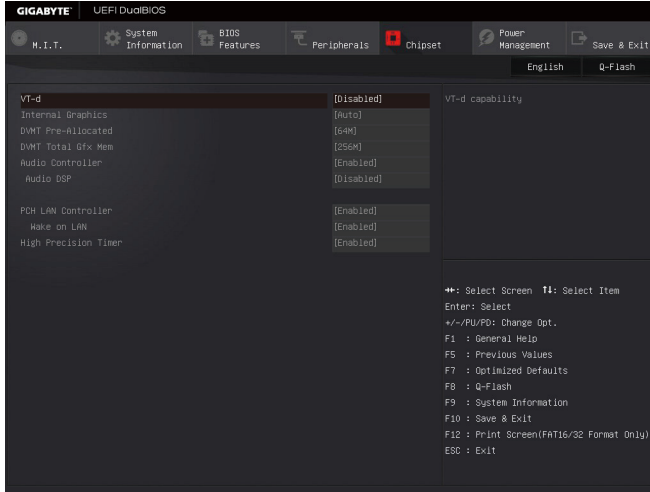 GIGABYTE™ UEFI DualBIOS
M.I.T.
System Information
BIOS Features
Peripherals
Chipset
Power Management
Save & Exit
English Q-Flash
VT-d [Disabled]
Internal Graphics [Auto]
DVMT Pre-Allocated [64M]
DVMT Total Gfx Mem [256M]
Audio Controller [Enabled]
Audio DSP [Disabled]
PCH LAN Controller [Enabled]
Wake on LAN [Enabled]
High Precision Timer [Enabled]
VT-d capability
→←: Select Screen ↑↓: Select Item
Enter: Select
+/-/PU/PD: Change Opt.
F1 : General Help
F5 : Previous Values
F7 : Optimized Defaults
F8 : Q-Flash
F9 : System Information
F10 : Save & Exit
F12 : Print Screen(FAT16/32 Format Only)
ESC : Exit